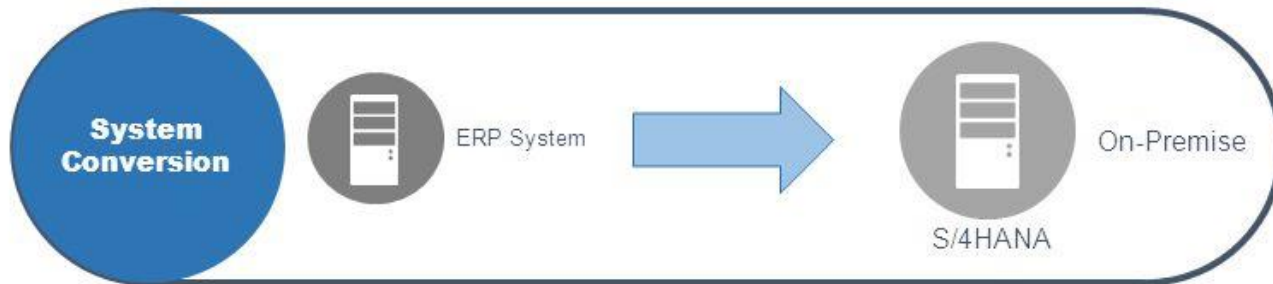 System
Conversion
ERP System
On-Premise
S/4HANA